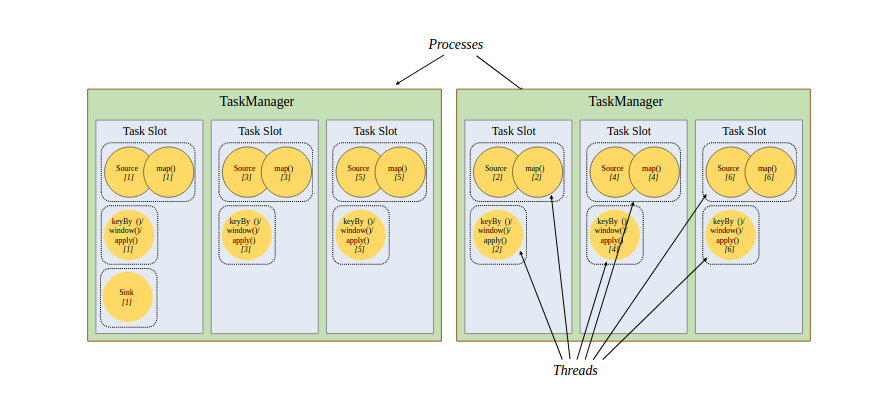 Processes
TaskManager
Task Slot
Source
[1]
map()
[1]
keyBy ()/
window()/
apply()
[1]
Sink
[1]
Task Slot
Source
[3]
map()
[3]
keyBy ()/
window()/
apply()
[3]
Task Slot
Source
[5]
map()
[5]
keyBy ()/
window()/
apply()
[5]
TaskManager
Task Slot
Source
[2]
map()
[2]
keyBy ()/
window()/
apply()
[2]
Task Slot
Source
[4]
map()
[4]
keyBy ()/
window()/
apply()
[4]
Task Slot
Source
[6]
map()
[6]
keyBy ()/
window()/
apply()
[6]
Threads